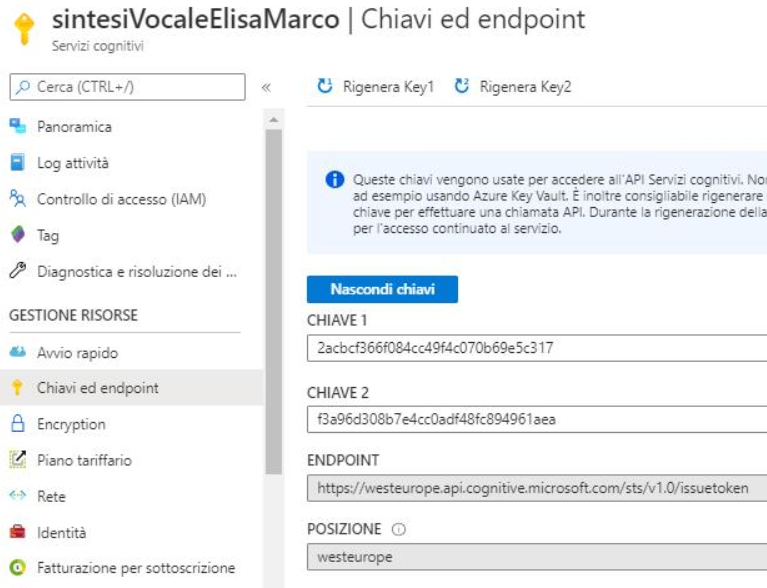 sintesiVocaleElisaMarco | Chiavi ed endpoint
Servizi cognitivi
Cerca (CTRL+/)
«
Rigenera Key1
Rigenera Key2
Panoramica
Log attività
Controllo di accesso (IAM)
Tag
Diagnostica e risoluzione dei ...
GESTIONE RISORSE
Avvio rapido
Chiavi ed endpoint
Encryption
Piano tariffario
Rete
Identità
Fatturazione per sottoscrizione
Queste chiavi vengono usate per accedere all'API Servizi cognitivi.
ad esempio usando Azure Key Vault. È inoltre consigliabile rigenerare
chiave per effettuare una chiamata API. Durante la rigenerazione della
per l'accesso continuato al servizio.
Nascondi chiavi
CHIAVE 1
2acbcf366f084cc49f4c070b69e5c317
CHIAVE 2
f3a96d308b7e4cc0adf48fc894961aea
ENDPOINT
https://westeurope.api.cognitive.microsoft.com/sts/v1.0/issuetoken
POSIZIONE
westeurope